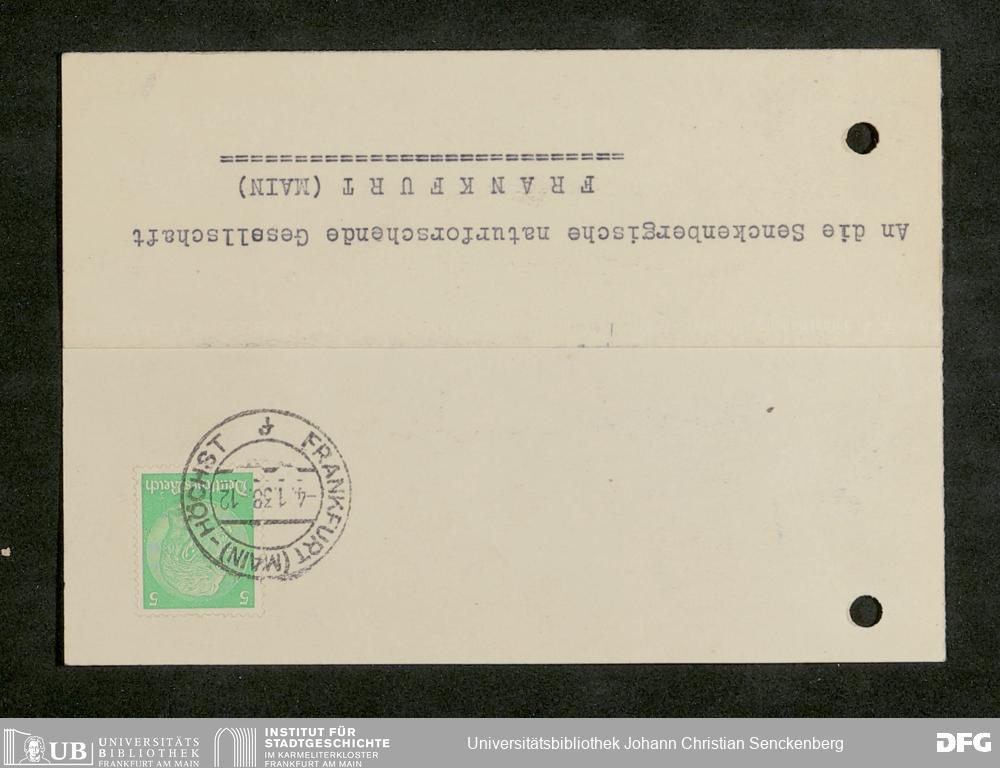 An die Senckenbergische naturforschende Gesellschaft
F R A N K F U R T (MAIN)
===========================
FRANKFURT (MAIN)-HÖCHST
f
-4.1.38.12
Deutsches Reich
5 5
UB UNIVERSITÄTS
BIBLIOTHEK
FRANKFURT AM MAIN
INSTITUT FÜR
STADTGESCHICHTE
IM KARMELITERKLOSTER
FRANKFURT AM MAIN
Universitätsbibliothek Johann Christian Senckenberg
DFG